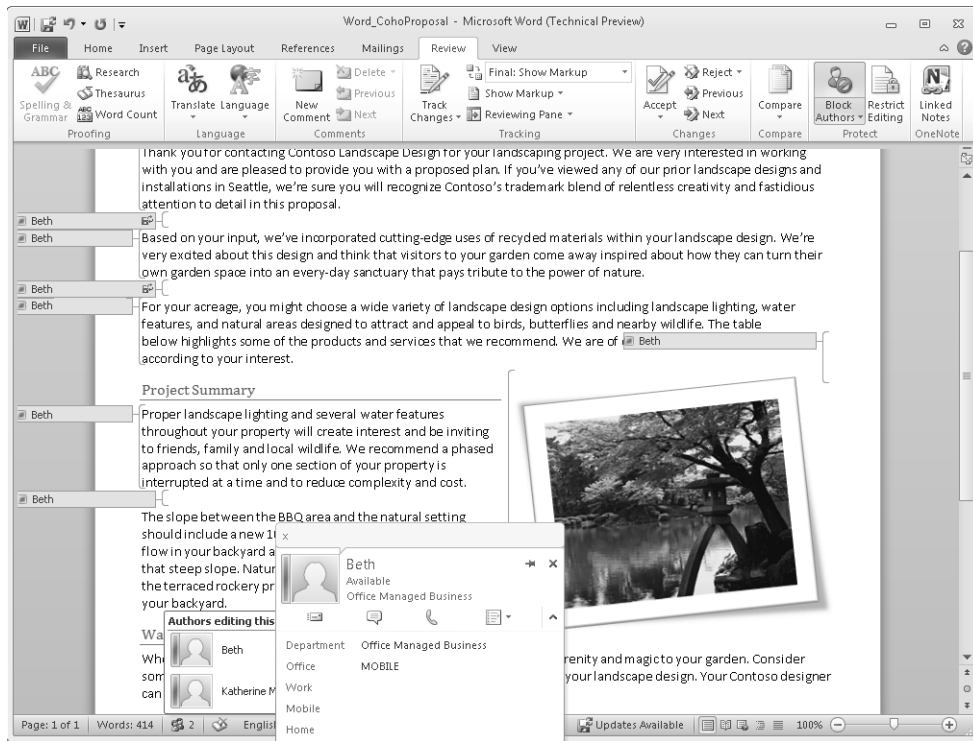 Word_CohoProposal - Microsoft Word (Technical Preview)
File Home Insert Page Layout References Mailings Review View
ABC Spelling & Grammar
Research
Thesaurus
ABC 123 Word Count
Proofing
Translate Language
Language
New Comment
Delete
Previous
Next
Comments
Track Changes
Final: Show Markup
Show Markup
Reviewing Pane
Tracking
Accept
Reject
Previous
Next
Changes
Compare
Compare
Block Authors
Restrict Editing
Protect
Linked Notes
OneNote
Thank you for contacting Contoso Landscape Design for your landscaping project. We are very interested in working
with you and are pleased to provide you with a proposed plan. If you've viewed any of our prior landscape designs and
installations in Seattle, we're sure you will recognize Contoso's trademark blend of relentless creativity and fastidious
attention to detail in this proposal.
Beth
Beth
Based on your input, we've incorporated cutting-edge uses of recycled materials within your landscape design. We're
very excited about this design and think that visitors to your garden come away inspired about how they can turn their
own garden space into an every-day sanctuary that pays tribute to the power of nature.
Beth
Beth
For your acreage, you might choose a wide variety of landscape design options including landscape lighting, water
features, and natural areas designed to attract and appeal to birds, butterflies and nearby wildlife. The table
below highlights some of the products and services that we recommend. We are of
Beth
according to your interest.
Project Summary
Beth
Proper landscape lighting and several water features
throughout your property will create interest and be inviting
to friends, family and local wildlife. We recommend a phased
approach so that only one section of your property is
interrupted at a time and to reduce complexity and cost.
Beth
The slope between the BBQ area and the natural setting
should include a new 10
flow in your backyard a
that steep slope. Natur
the terraced rockery pr
your backyard.
x
Beth
Available
Office Managed Business
Department Office Managed Business
Office MOBILE
Work
Mobile
Home
Authors editing this
Beth
Katherine M
Wa
Whe
som
can
renity and magic to your garden. Consider
your landscape design. Your Contoso designer
Page: 1 of 1 Words: 414 2 Englis Updates Available 100%